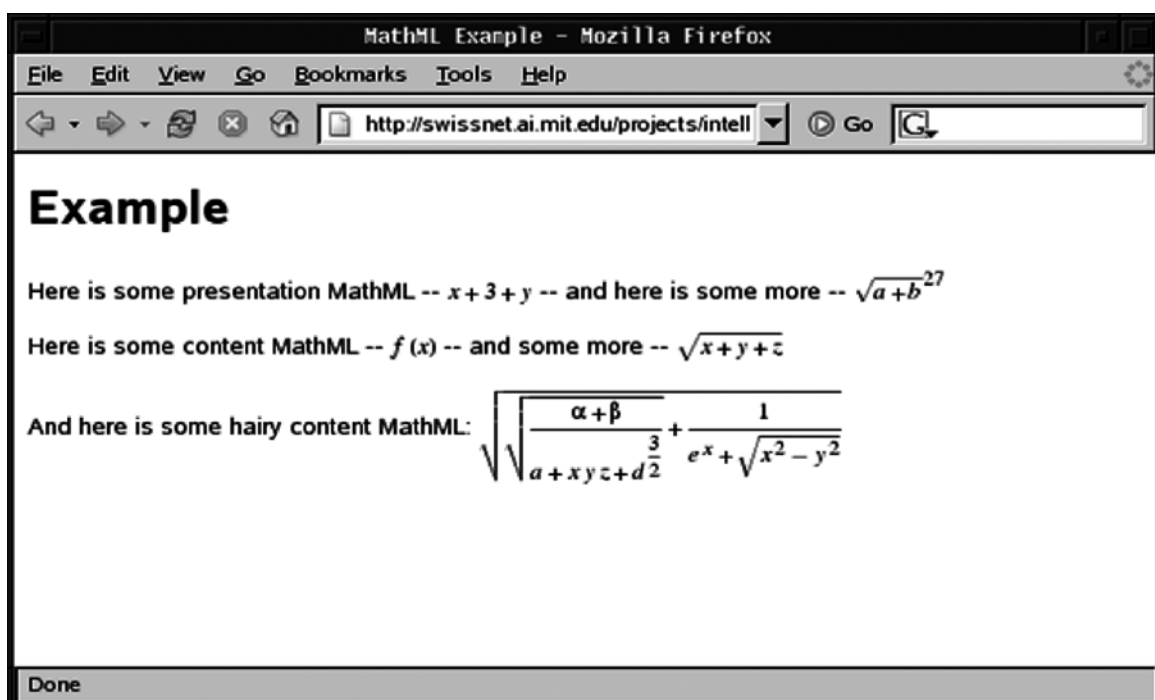 MathML Example - Mozilla Firefox
File Edit View Go Bookmarks Tools Help
http://swissnet.ai.mit.edu/projects/intell Go G
Example
Here is some presentation MathML -- x + 3 + y -- and here is some more -- √(a + b)^27
Here is some content MathML -- f (x) -- and some more -- √(x + y + z)
And here is some hairy content MathML: √(√((α + β)/(a + x y z + d^(3/2))) + 1/(e^x + √(x^2 − y^2)))
Done